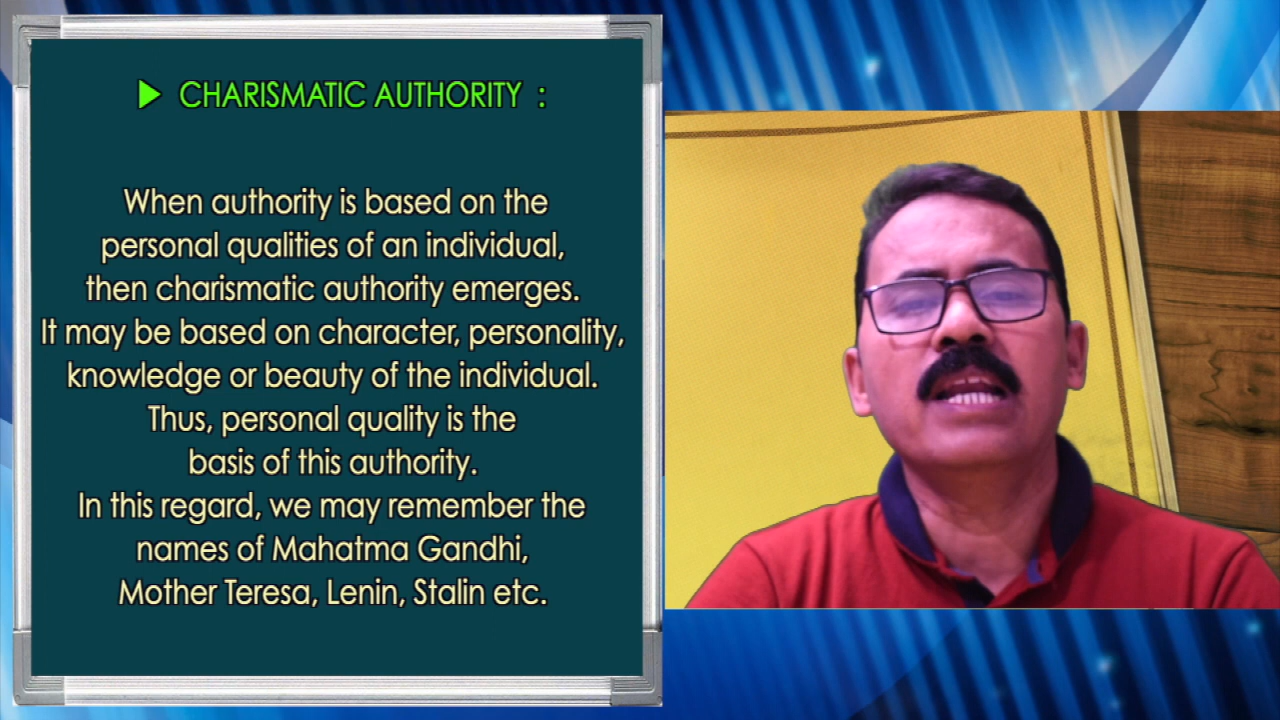 ▶ CHARISMATIC AUTHORITY :
When authority is based on the
personal qualities of an individual,
then charismatic authority emerges.
It may be based on character, personality,
knowledge or beauty of the individual.
Thus, personal quality is the
basis of this authority.
In this regard, we may remember the
names of Mahatma Gandhi,
Mother Teresa, Lenin, Stalin etc.